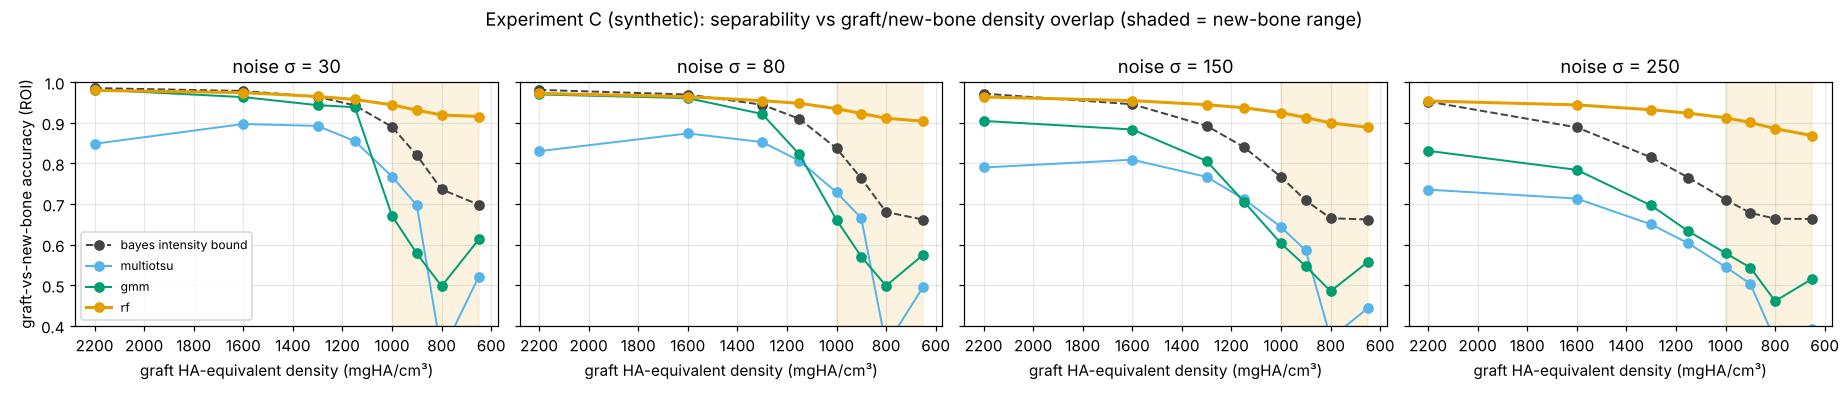 Experiment C (synthetic): separability vs graft/new-bone density overlap (shaded = new-bone range)
noise σ = 30
noise σ = 80
noise σ = 150
noise σ = 250
graft-vs-new-bone accuracy (ROI)
1.0
0.9
0.8
0.7
0.6
0.5
0.4
bayes intensity bound
multiotsu
gmm
rf
2200 2000 1800 1600 1400 1200 1000 800 600
2200 2000 1800 1600 1400 1200 1000 800 600
2200 2000 1800 1600 1400 1200 1000 800 600
2200 2000 1800 1600 1400 1200 1000 800 600
graft HA-equivalent density (mgHA/cm³)
graft HA-equivalent density (mgHA/cm³)
graft HA-equivalent density (mgHA/cm³)
graft HA-equivalent density (mgHA/cm³)